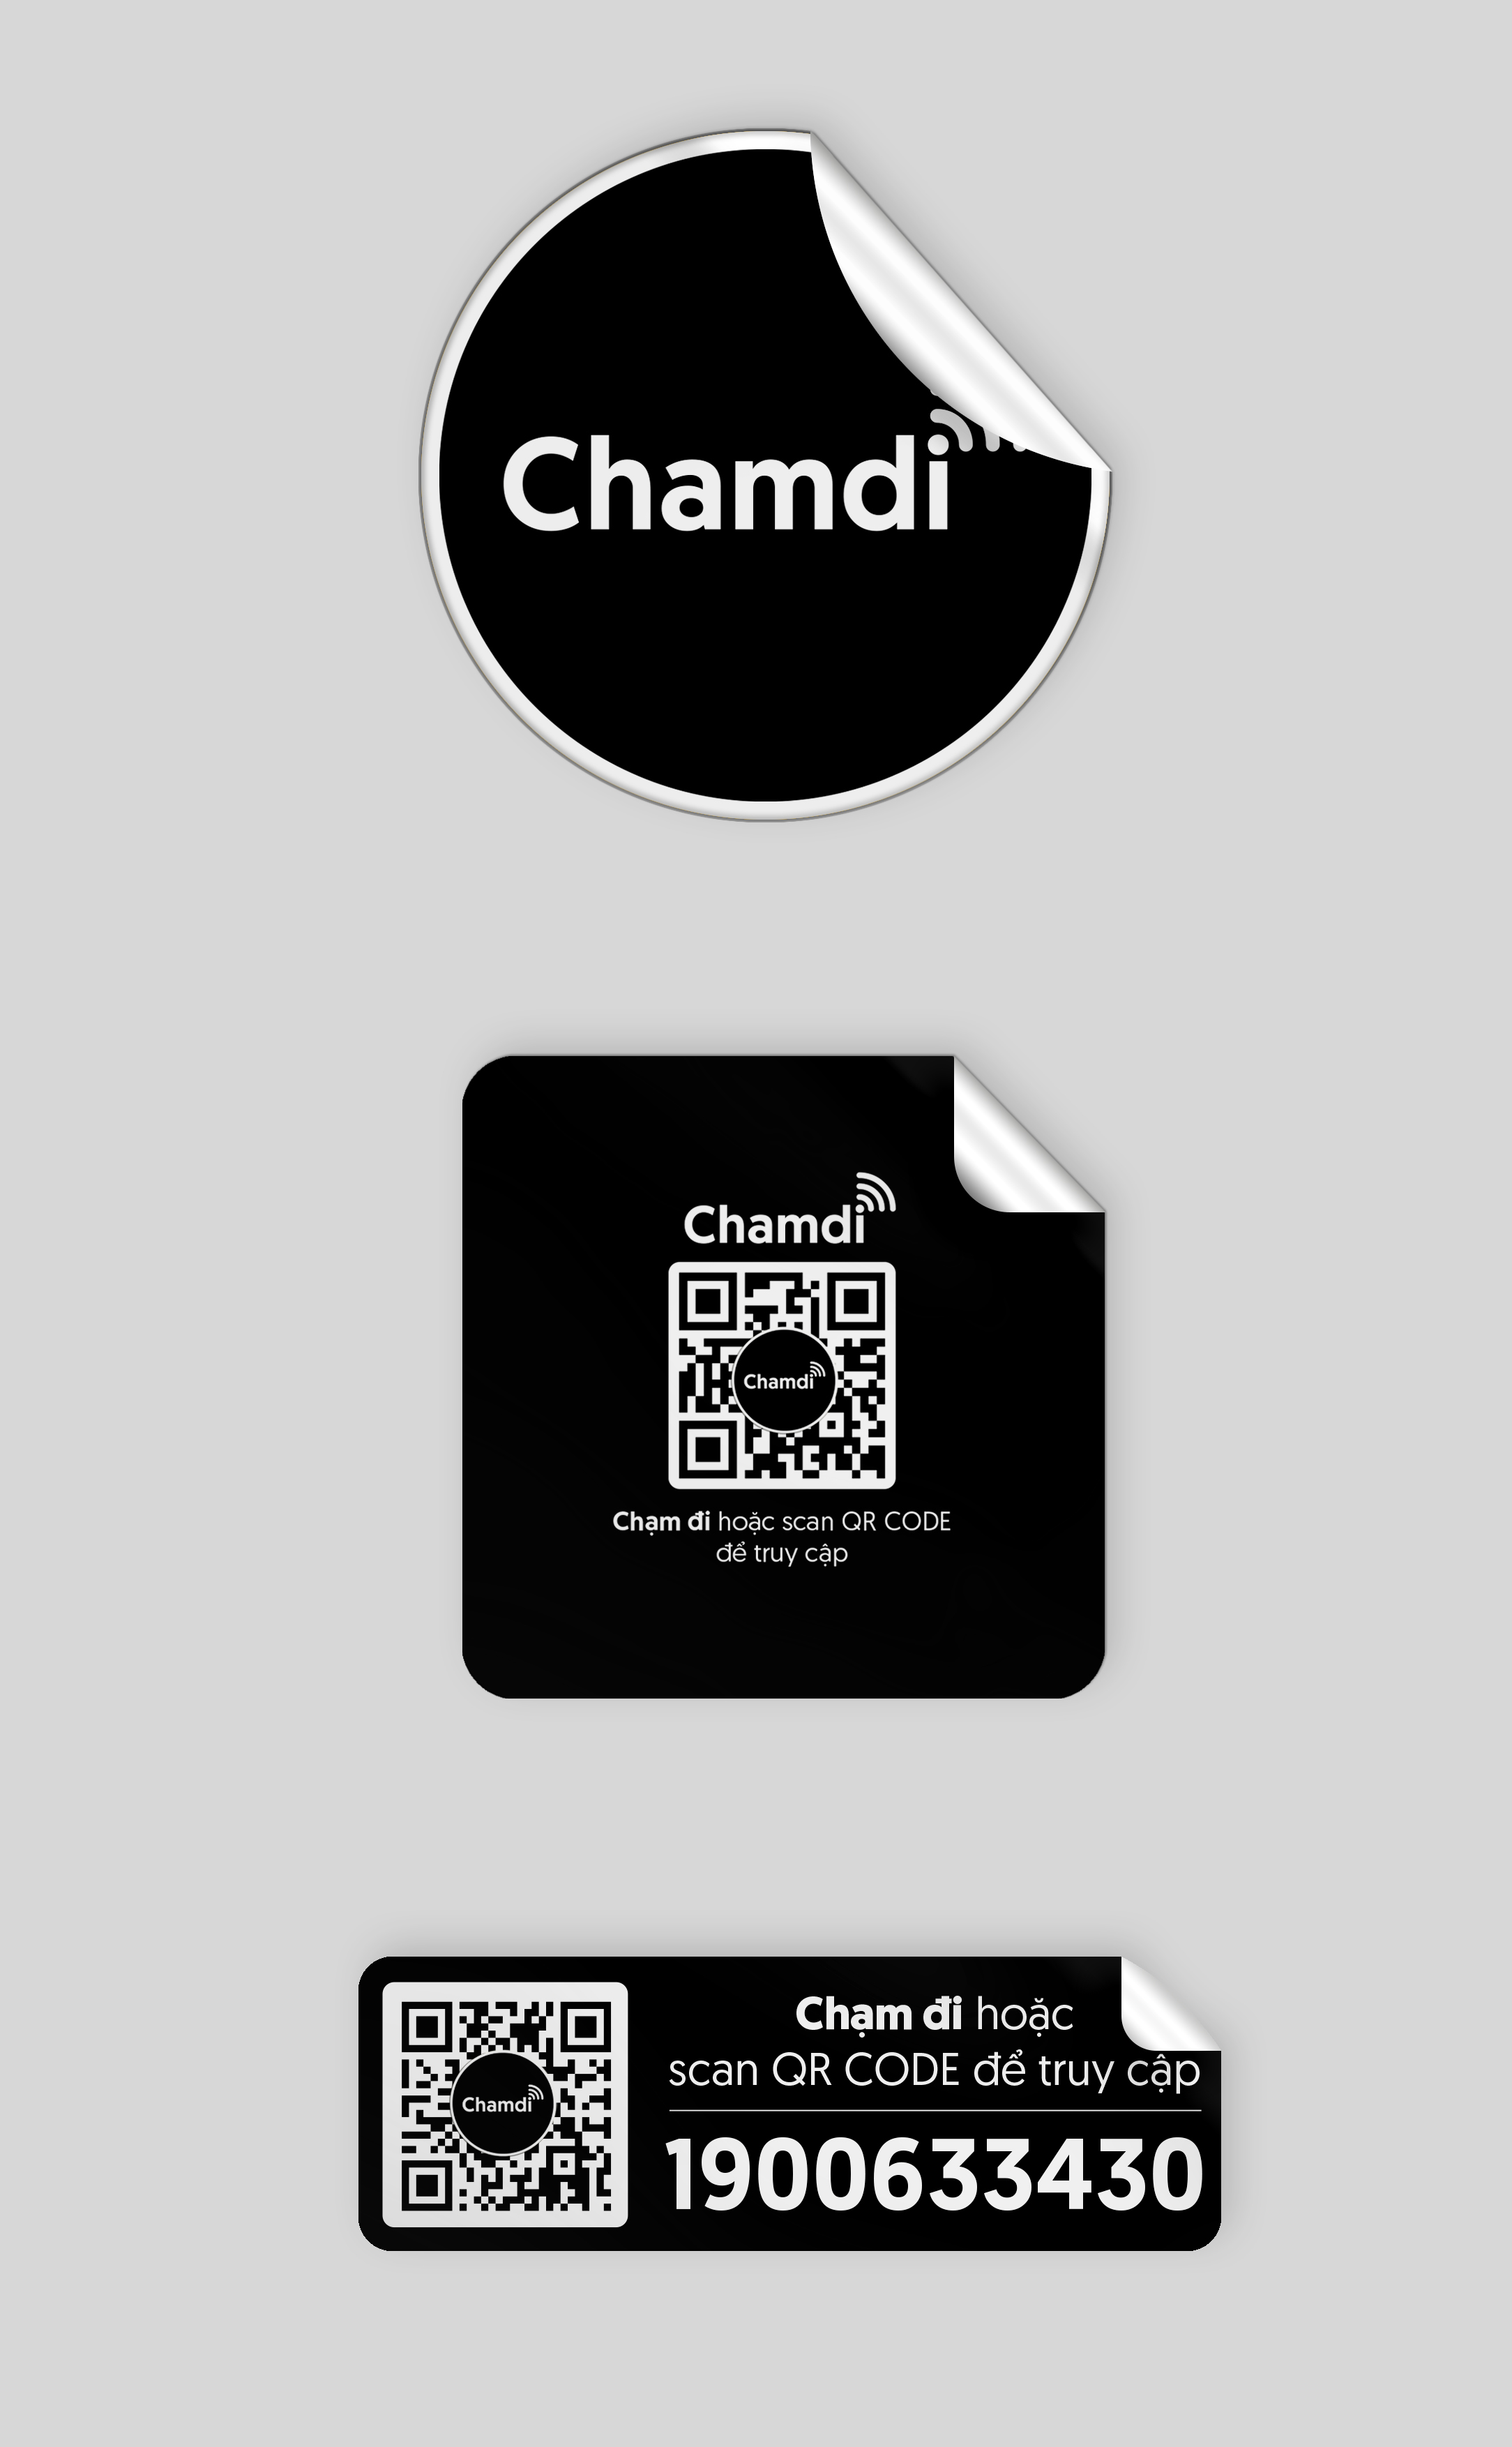 Chamdi
Chamdi
Chamdi
Chạm đi hoặc scan QR CODE
để truy cập
Chamdi
Chạm đi hoặc
scan QR CODE để truy cập
1900633430